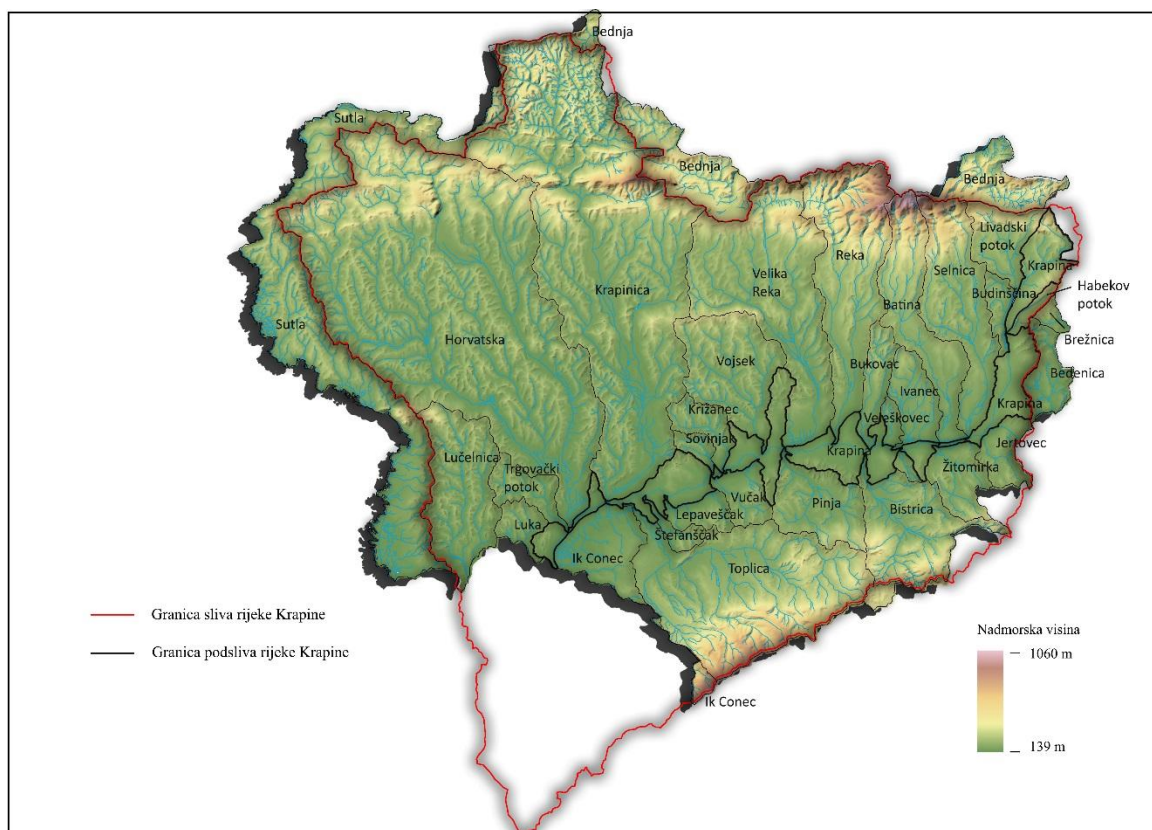 Bednja
Sutla
Bednja
Bednja
Livadski
potok
Krapina
Velika
Reka
Reka
Selnica
Krapinica
Batina
Budinščina
Habekov
potok
Sutla
Horvatska
Brežnica
Vojsek
Bukovac
Bedenica
Ivanec
Križanec
Krapina
Vereškovec
Sovinjak
Jertovec
Lučelnica
Krapina
Trgovački
potok
Žitomirka
Vučak
Pinja
Bistrica
Lepaveščak
Luka
Štefanščak
Ik Conec
Toplica
Granica sliva rijeke Krapine
Granica podsliva rijeke Krapine
Nadmorska visina
1060 m
139 m
Ik Conec